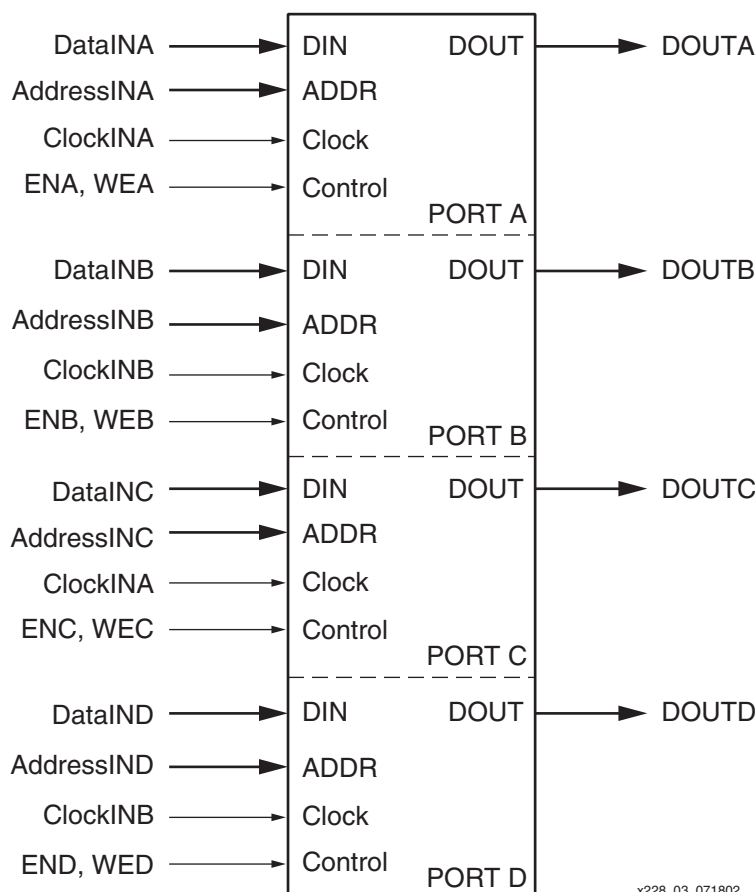 DataINA DIN DOUT DOUTA
AddressINA ADDR
ClockINA Clock
ENA, WEA Control
PORT A
DataINB DIN DOUT DOUTB
AddressINB ADDR
ClockINB Clock
ENB, WEB Control
PORT B
DataINC DIN DOUT DOUTC
AddressINC ADDR
ClockINA Clock
ENC, WEC Control
PORT C
DataIND DIN DOUT DOUTD
AddressIND ADDR
ClockINB Clock
END, WED Control
PORT D
x228_03_071802